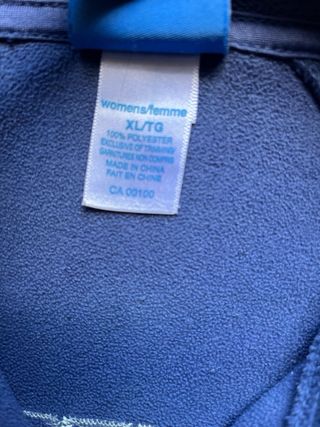 womens/femme
XL/TG
100% POLYESTER
EXCLUSIVE OF TRIMMING
GARNITURES NON COMPRIS
MADE IN CHINA
FAIT EN CHINE
CA 00100